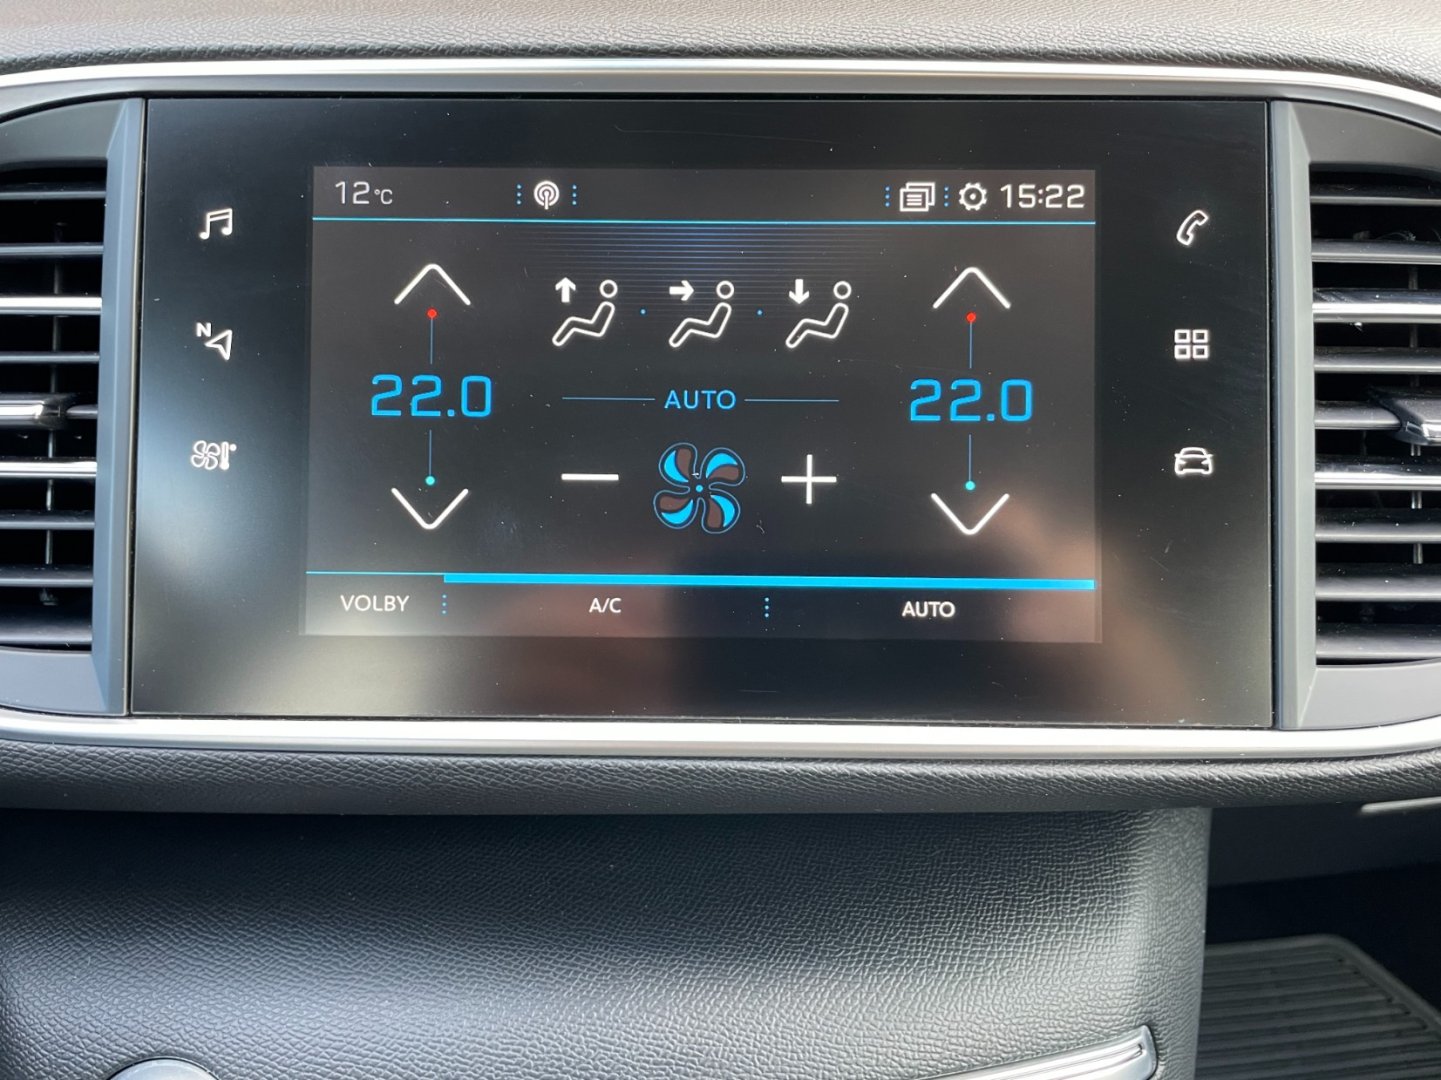 12°C 15:22
N
22.0 AUTO 22.0
VOLBY A/C AUTO